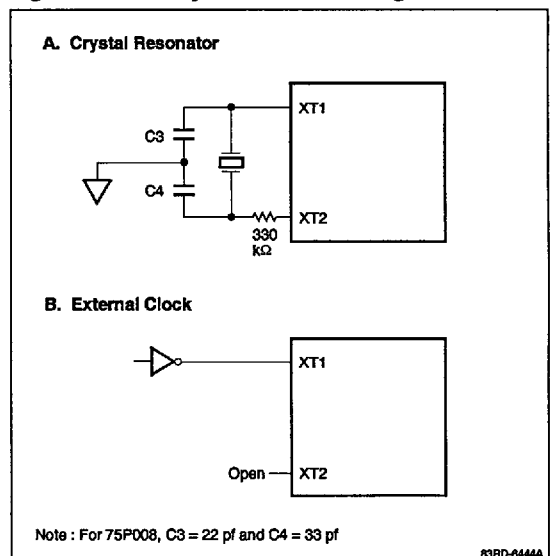 A. Crystal Resonator
XT1
C3
C4
XT2
330
kΩ
B. External Clock
XT1
Open
XT2
Note : For 75P008, C3 = 22 pf and C4 = 33 pf
83RD-6444A